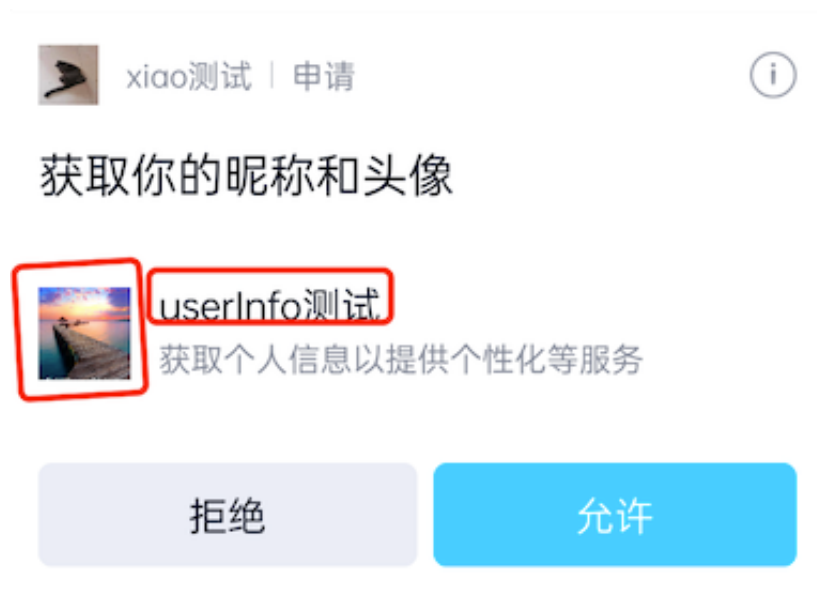 xiao测试 | 申请
获取你的昵称和头像
userInfo测试
获取个人信息以提供个性化等服务
拒绝
允许